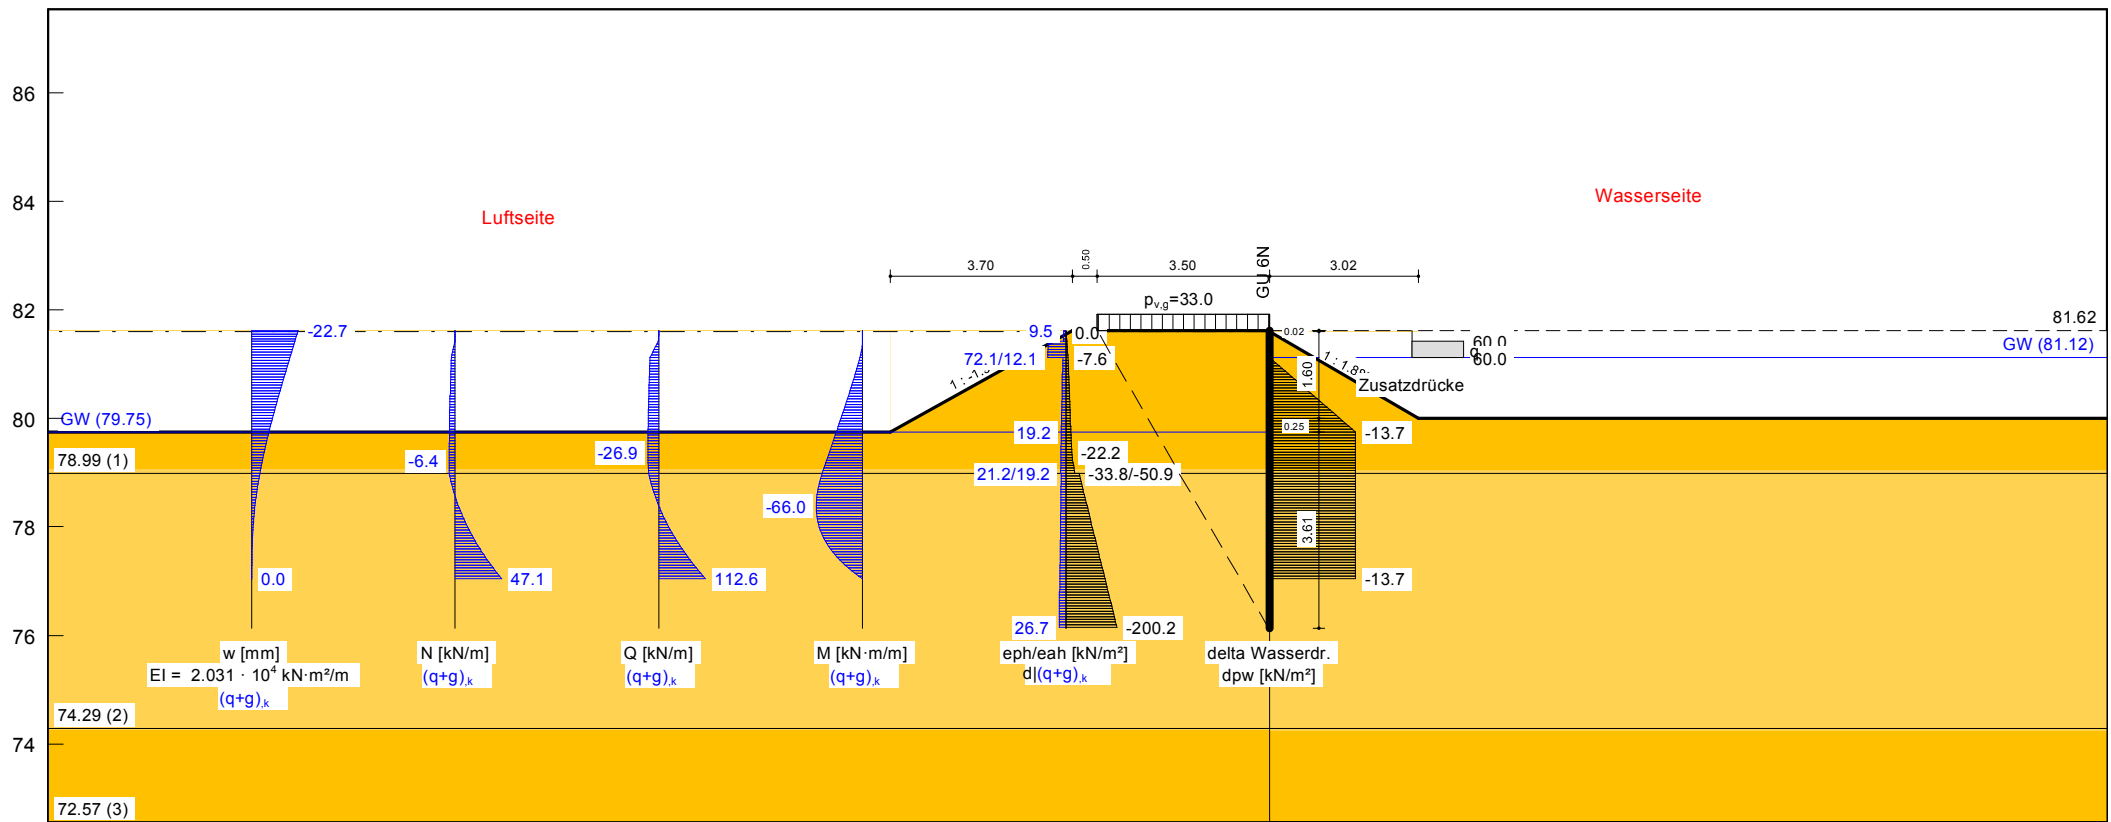 86
84
Wasserseite
Luftseite
GU 6N
3.70
0.50
3.50
3.02
82
pv,g=33.0
81.62
-22.7
9.5
0.0
0.02
60.0
GW (81.12)
72.1/12.1
-7.6
60.0
1.60
Zusatzdrücke
80
GW (79.75)
19.2
0.25
-13.7
78.99 (1)
-6.4
-26.9
-22.2
21.2/19.2
-33.8/-50.9
-66.0
78
3.61
0.0
47.1
112.6
-13.7
76
26.7
-200.2
w [mm]
N [kN/m]
Q [kN/m]
M [kN·m/m]
eph/eah [kN/m²]
delta Wasserdr.
EI = 2.031 · 10⁴ kN·m²/m
(q+g),k
(q+g),k
(q+g),k
d|(q+g),k
dpw [kN/m²]
(q+g),k
74.29 (2)
74
72.57 (3)